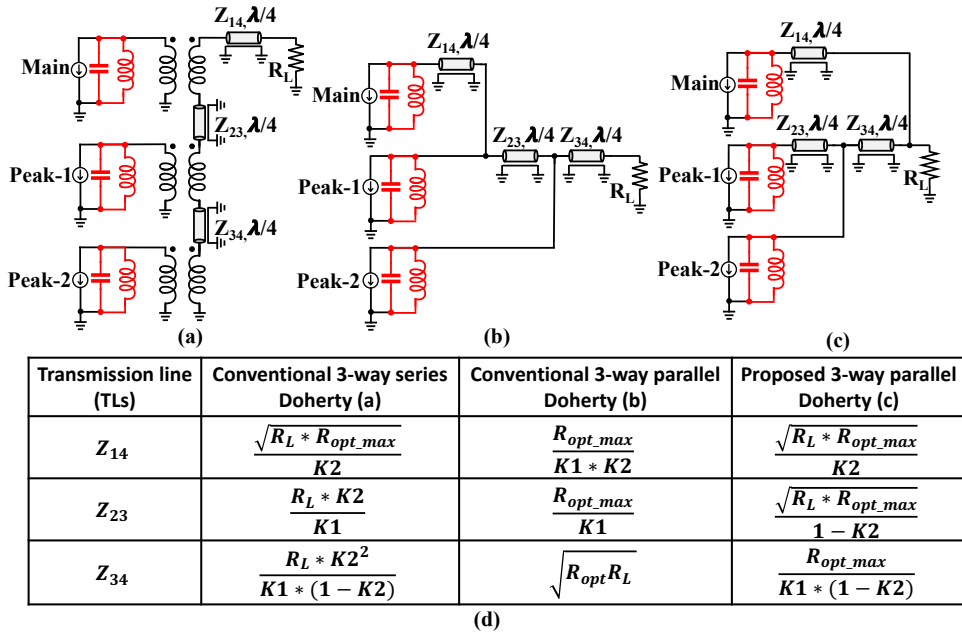 Z14, λ/4
RL
Main
Z23, λ/4
Peak-1
Z34, λ/4
Peak-2
(a)
Z14, λ/4
Main
Z23, λ/4 Z34, λ/4
Peak-1
RL
Peak-2
(b)
Z14, λ/4
Main
Z23, λ/4 Z34, λ/4
Peak-1
RL
Peak-2
(c)
Transmission line
(TLs)
Conventional 3-way series
Doherty (a)
Conventional 3-way parallel
Doherty (b)
Proposed 3-way parallel
Doherty (c)
Z14
√(RL * Ropt_max)
K2
Ropt_max
K1 * K2
√(RL * Ropt_max)
K2
Z23
RL * K2
K1
Ropt_max
K1
√(RL * Ropt_max)
1 − K2
Z34
RL * K2²
K1 * (1 − K2)
√(RoptRL)
Ropt_max
K1 * (1 − K2)
(d)